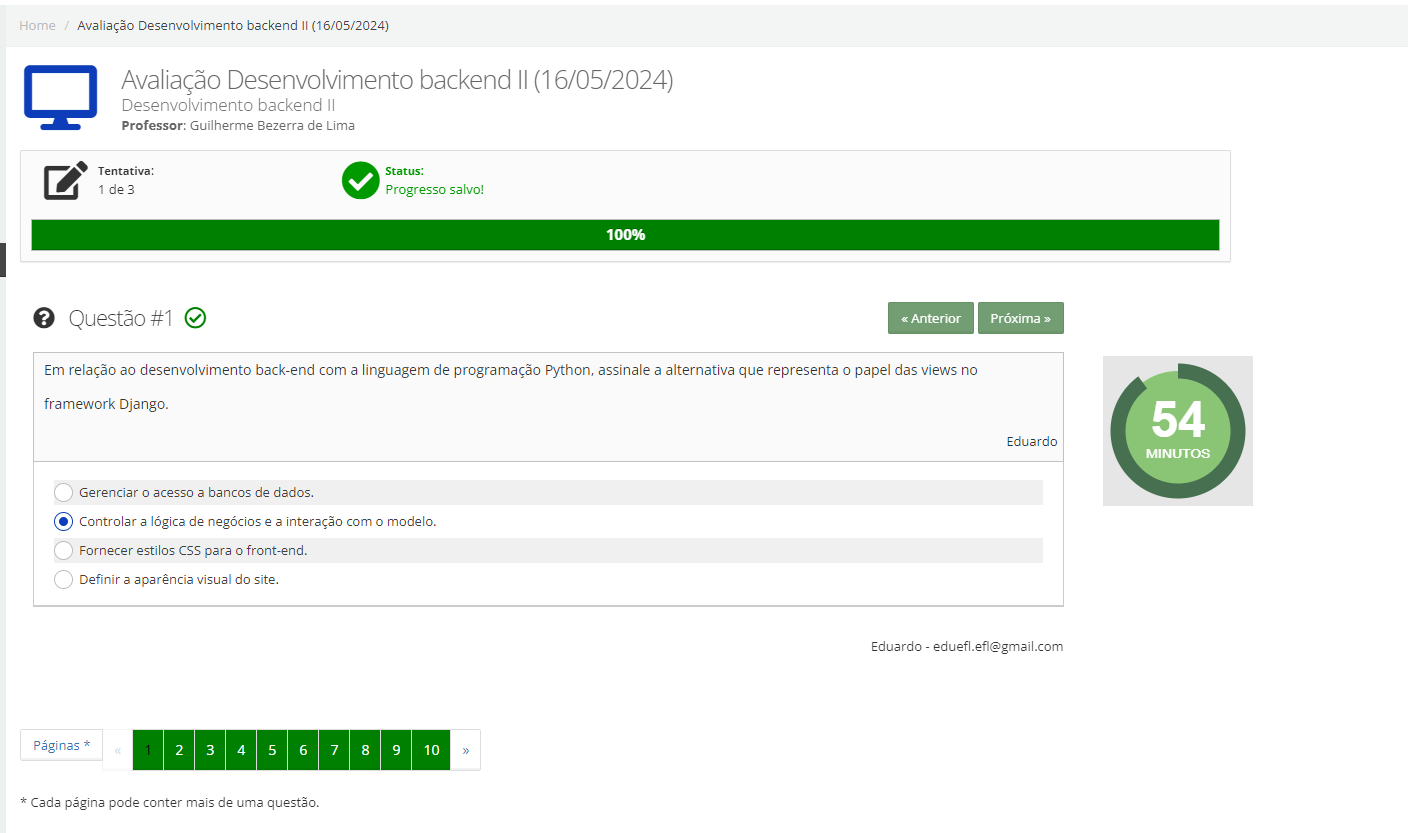 Home / Avaliação Desenvolvimento backend II (16/05/2024)
Avaliação Desenvolvimento backend II (16/05/2024)
Desenvolvimento backend II
Professor: Guilherme Bezerra de Lima
Tentativa:
1 de 3
Status:
Progresso salvo!
100%
Questão #1
« Anterior
Próxima »
Em relação ao desenvolvimento back-end com a linguagem de programação Python, assinale a alternativa que representa o papel das views no
framework Django.
Eduardo
54
MINUTOS
Gerenciar o acesso a bancos de dados.
Controlar a lógica de negócios e a interação com o modelo.
Fornecer estilos CSS para o front-end.
Definir a aparência visual do site.
Eduardo - eduefl.efl@gmail.com
Páginas * « 1 2 3 4 5 6 7 8 9 10 »
* Cada página pode conter mais de uma questão.